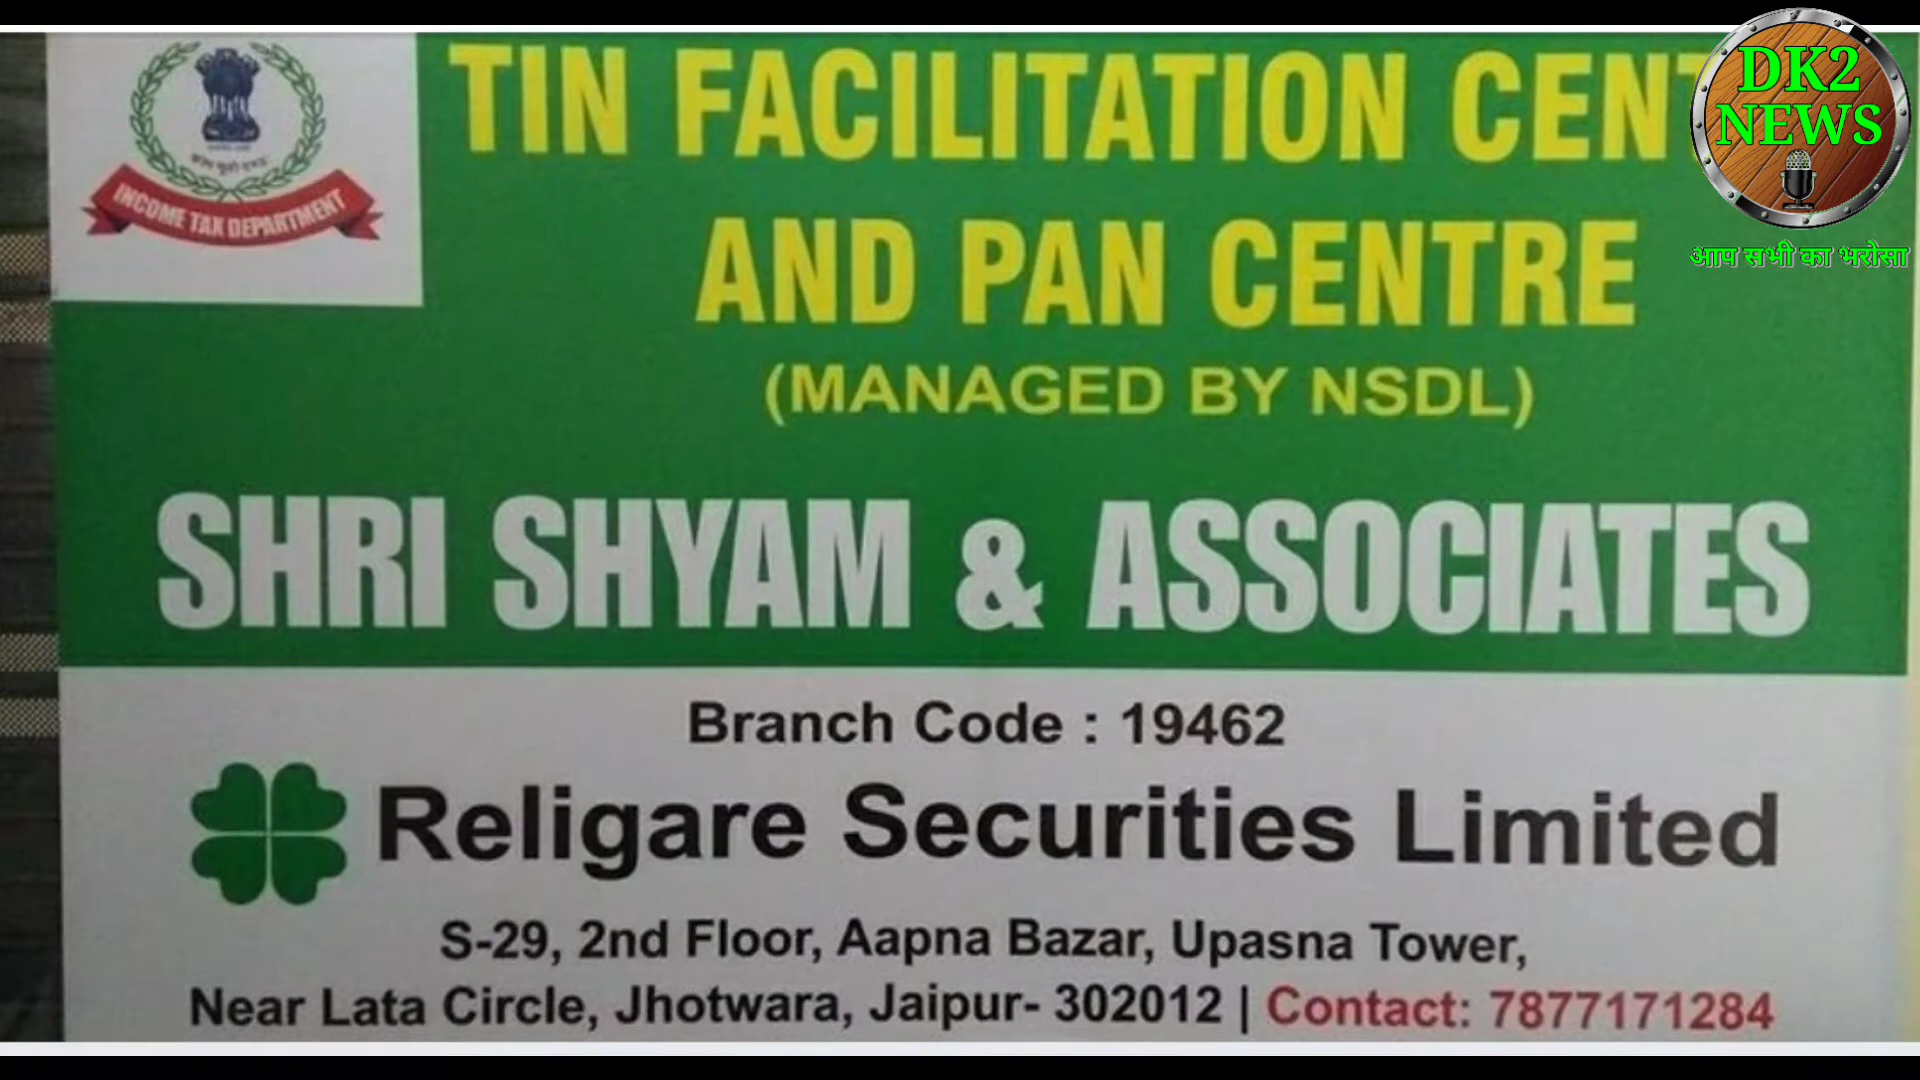 TIN FACILITATION CENT
AND PAN CENTRE
(MANAGED BY NSDL)
INCOME TAX DEPARTMENT
SHRI SHYAM & ASSOCIATES
Branch Code : 19462
Religare Securities Limited
S-29, 2nd Floor, Aapna Bazar, Upasna Tower,
Near Lata Circle, Jhotwara, Jaipur- 302012 | Contact: 7877171284
DK2
NEWS
आप सभी का भरोसा